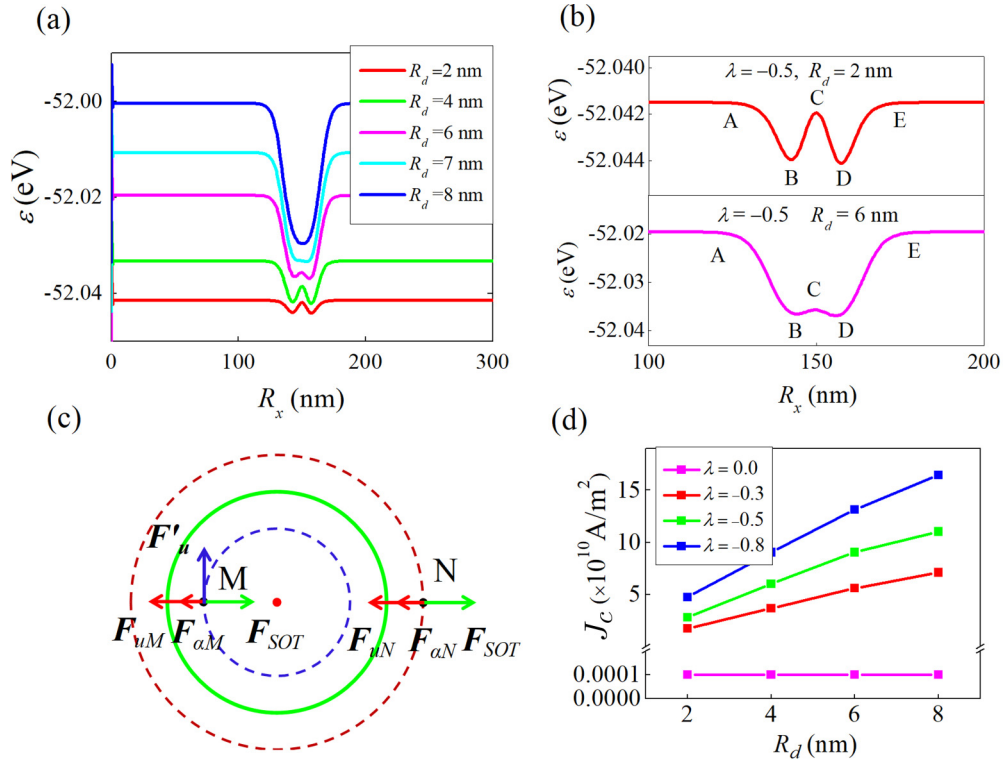 (a)
ε (eV)
-52.00
-52.02
-52.04
0
100
200
300
R_x (nm)
R_d =2 nm
R_d =4 nm
R_d =6 nm
R_d =7 nm
R_d =8 nm
(b)
ε (eV)
-52.040
-52.042
-52.044
λ = −0.5, R_d = 2 nm
A
B
C
D
E
ε (eV)
-52.02
-52.03
-52.04
λ = −0.5 R_d = 6 nm
A
B
C
D
E
100
150
200
R_x (nm)
(c)
F'_u
M
N
F_uM
F_αM
F_SOT
F_uN
F_αN
F_SOT
(d)
J_C (×10^10 A/m^2)
15
10
5
0.0001
0.0000
λ = 0.0
λ = −0.3
λ = −0.5
λ = −0.8
2
4
6
8
R_d (nm)